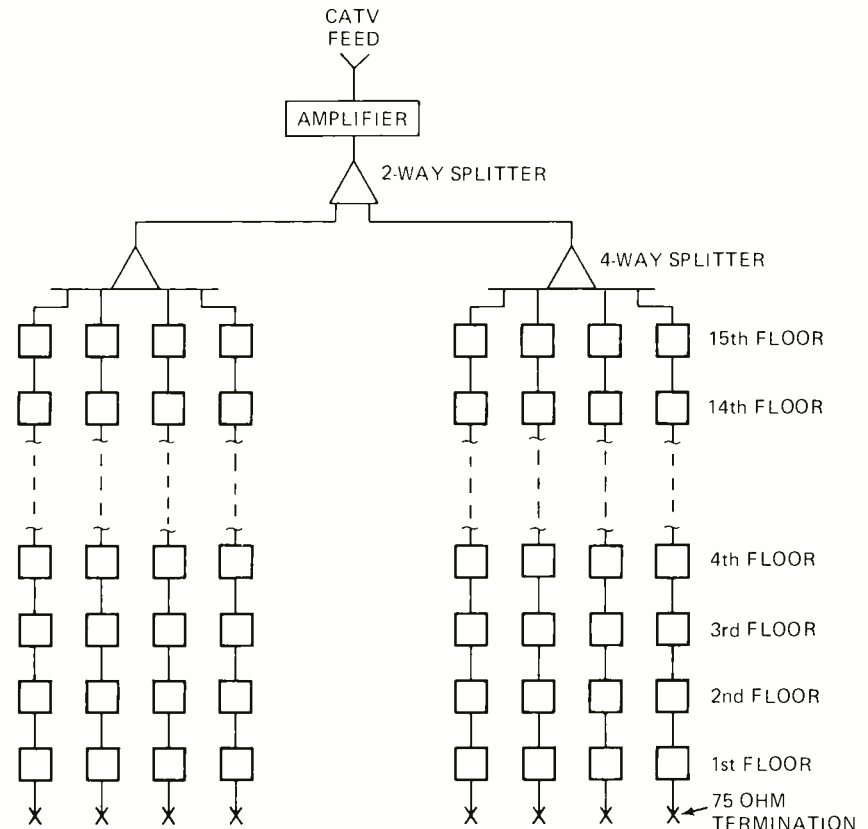 CATV
FEED
AMPLIFIER
2-WAY SPLITTER
4-WAY SPLITTER
15th FLOOR
14th FLOOR
4th FLOOR
3rd FLOOR
2nd FLOOR
1st FLOOR
75 OHM
TERMINATION